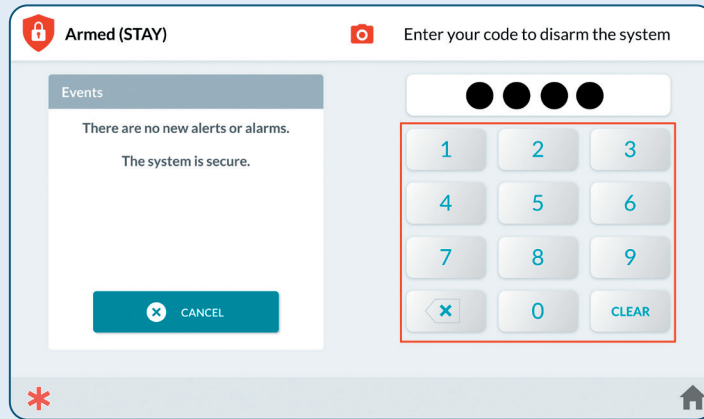 Armed (STAY)
Enter your code to disarm the system
Events
There are no new alerts or alarms.
The system is secure.
CANCEL
1 2 3
4 5 6
7 8 9
0 CLEAR